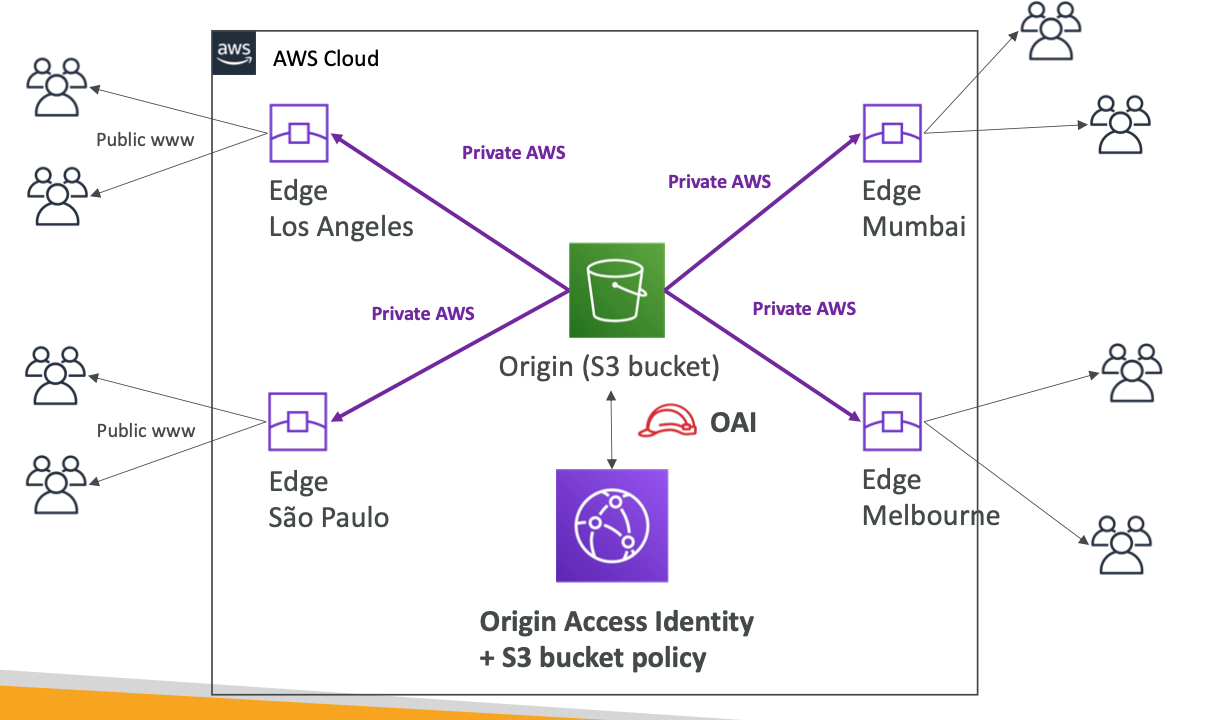 aws
AWS Cloud
Public www
Private AWS
Private AWS
Edge
Los Angeles
Edge
Mumbai
Private AWS
Private AWS
Origin (S3 bucket)
OAI
Public www
Edge
São Paulo
Edge
Melbourne
Origin Access Identity
+ S3 bucket policy